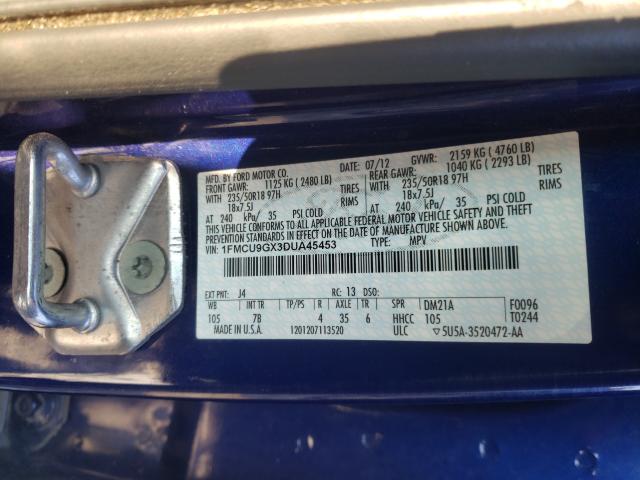 MFD. BY FORD MOTOR CO.
DATE: 07/12 GVWR: 2159 KG ( 4760 LB)
FRONT GAWR: 1125 KG ( 2480 LB) REAR GAWR: 1040 KG ( 2293 LB)
WITH 235/50R18 97H TIRES WITH 235/50R18 97H TIRES
18x7.5J RIMS 18x7.5J RIMS
AT 240 kPa/ 35 PSI COLD AT 240 kPa/ 35 PSI COLD
THIS VEHICLE CONFORMS TO ALL APPLICABLE FEDERAL MOTOR VEHICLE SAFETY AND THEFT
PREVENTION STANDARDS IN EFFECT ON THE DATE OF MANUFACTURE SHOWN ABOVE.
VIN: 1FMCU9GX3DUA45453 TYPE: MPV
EXT PNT: J4 RC: 13 DSO:
WB INT TR TP/PS R AXLE TR SPR DM21A F0096
105 7B 4 35 6 HHCC 105 T0244
MADE IN U.S.A. 1201207113520 ULC 5U5A-3520472-AA